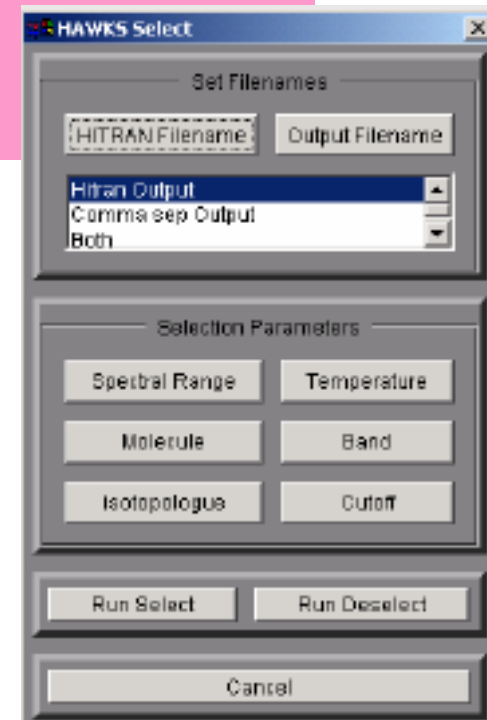 HAWKS Select
Set Filenames
HITRAN Filename Output Filename
Hitran Output
Comma sep Output
Both
Selection Parameters
Spectral Range Temperature
Molecule Band
Isotopologue Cutoff
Run Select Run Deselect
Cancel